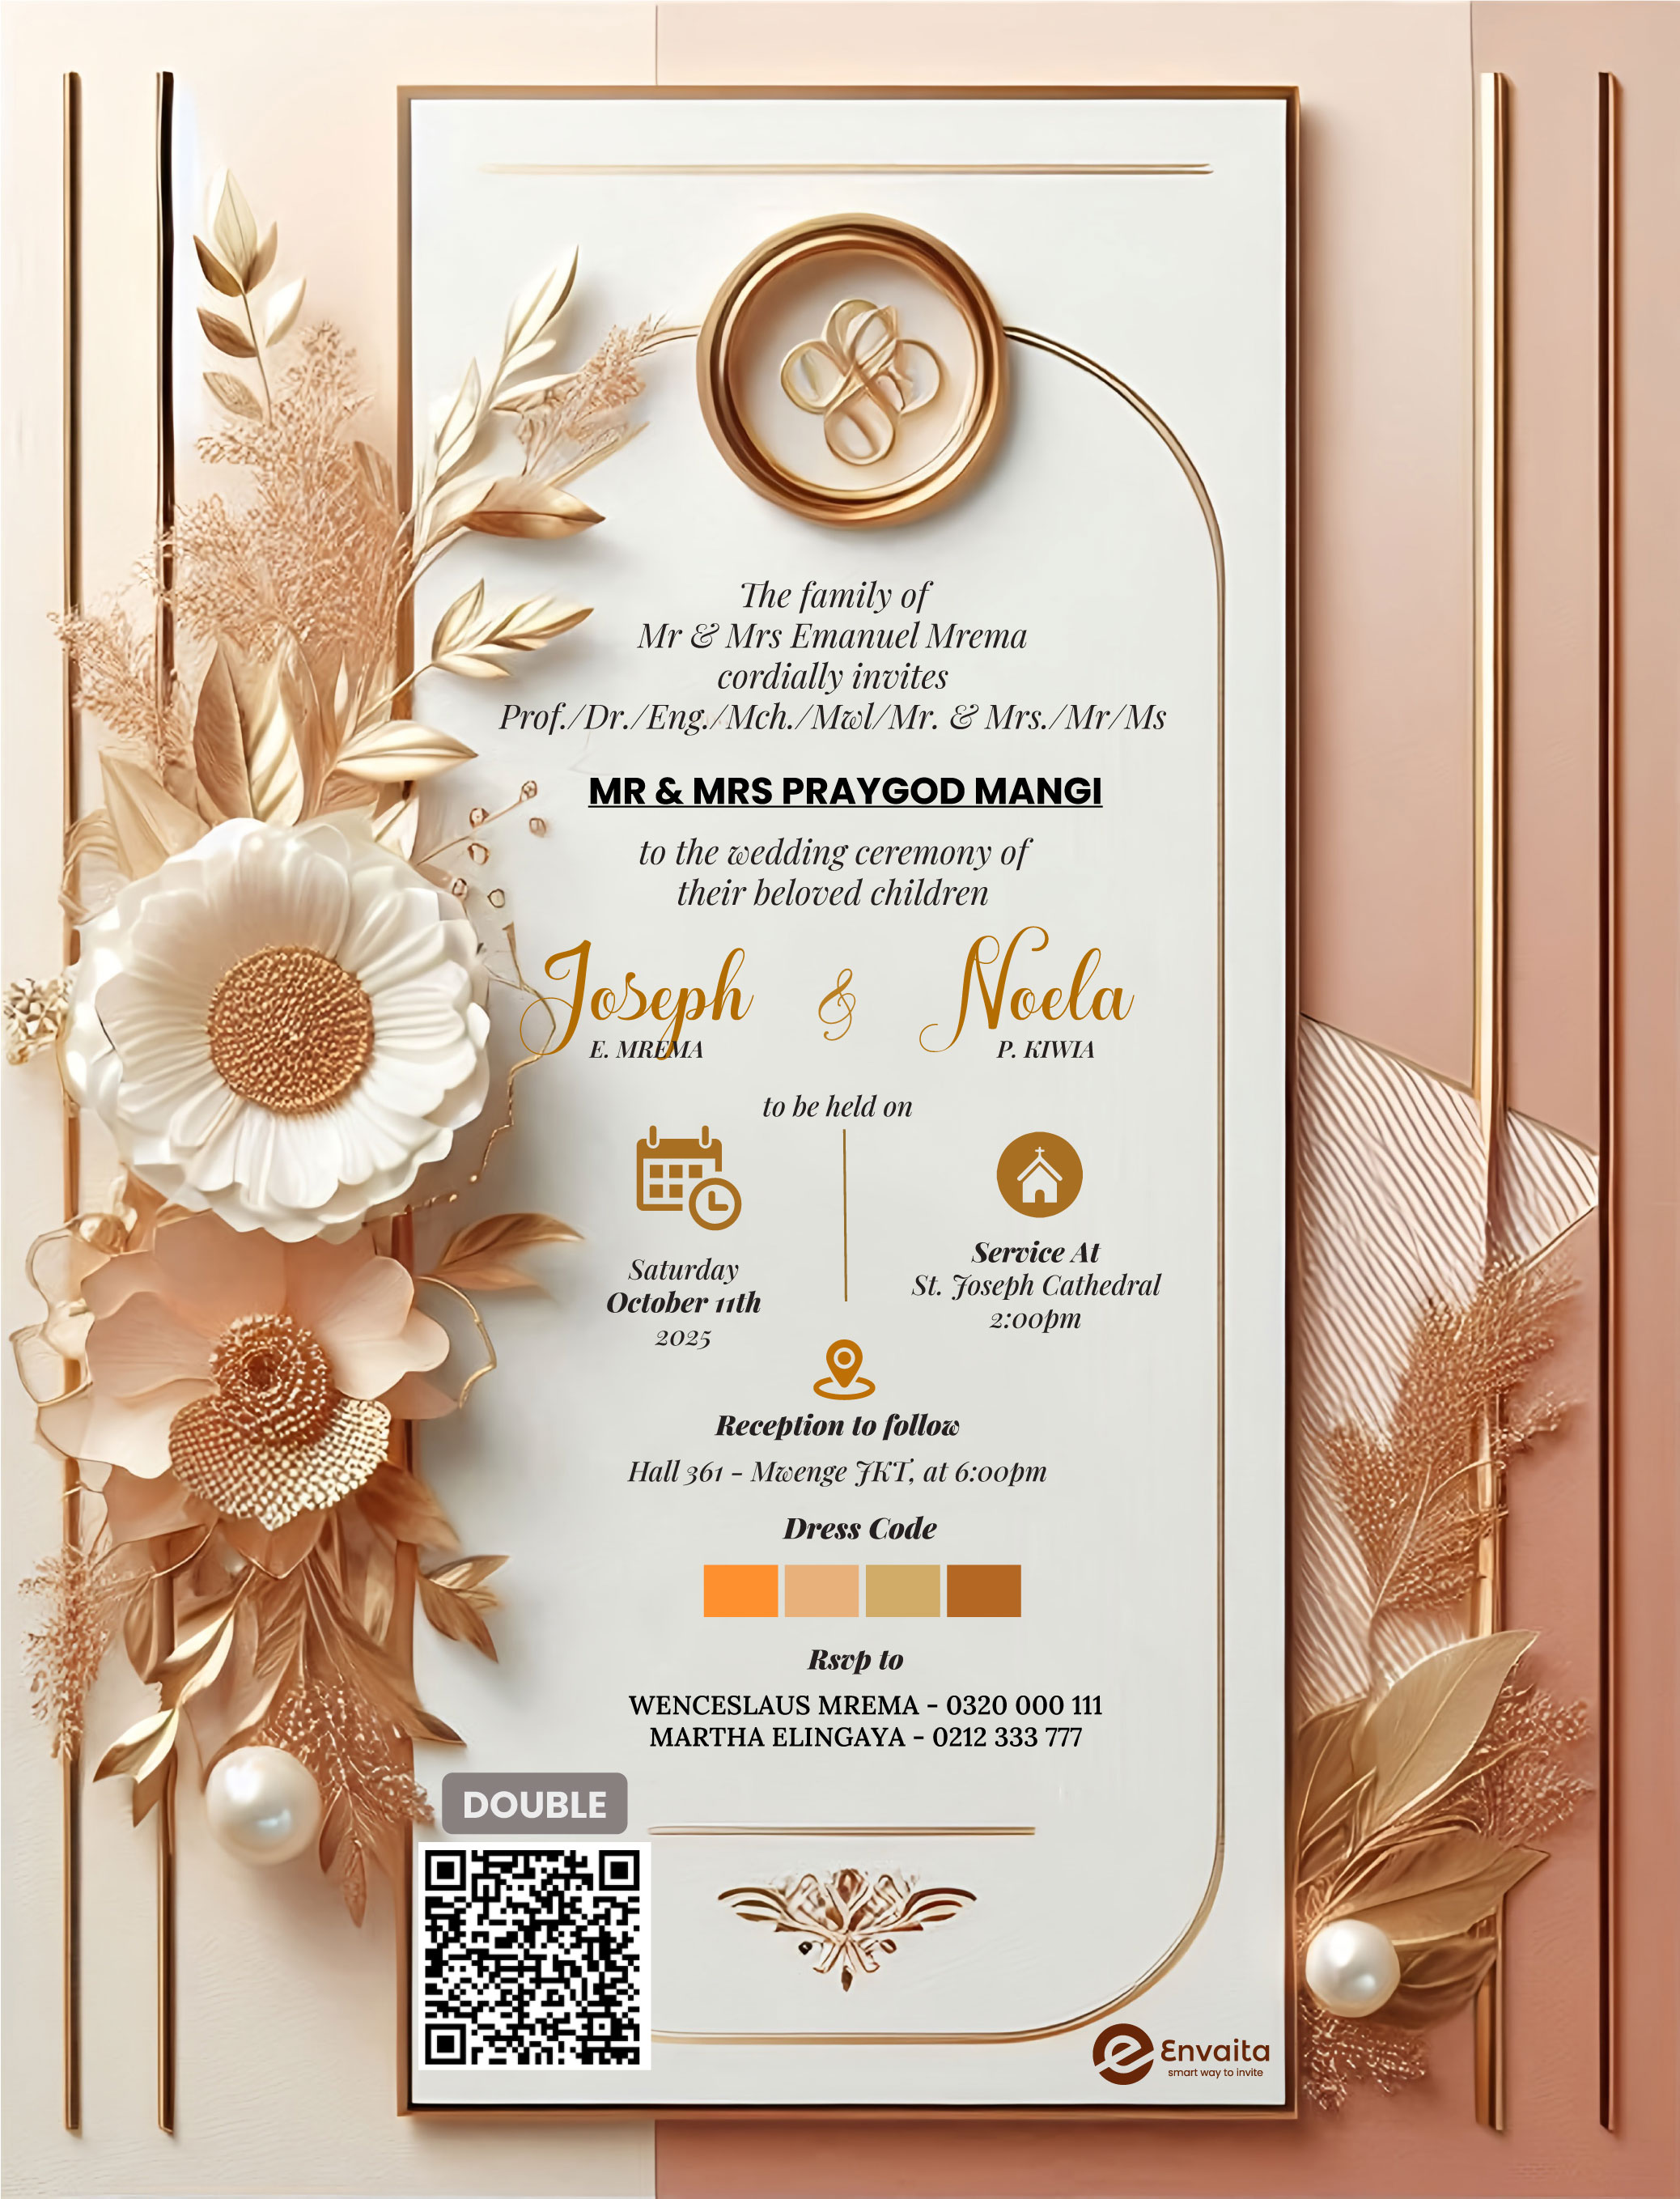 The family of
Mr & Mrs Emanuel Mrema
cordially invites
Prof./Dr./Eng./Mch./Mwl/Mr. & Mrs./Mr/Ms
MR & MRS PRAYGOD MANGI
to the wedding ceremony of
their beloved children
Joseph & Noela
E. MREMA P. KIWIA
to be held on
Saturday
October 11th
2025
Service At
St. Joseph Cathedral
2:00pm
Reception to follow
Hall 361 - Mwenge JKT, at 6:00pm
Dress Code
Rsvp to
WENCESLAUS MREMA - 0320 000 111
MARTHA ELINGAYA - 0212 333 777
DOUBLE
Envaita
smart way to invite